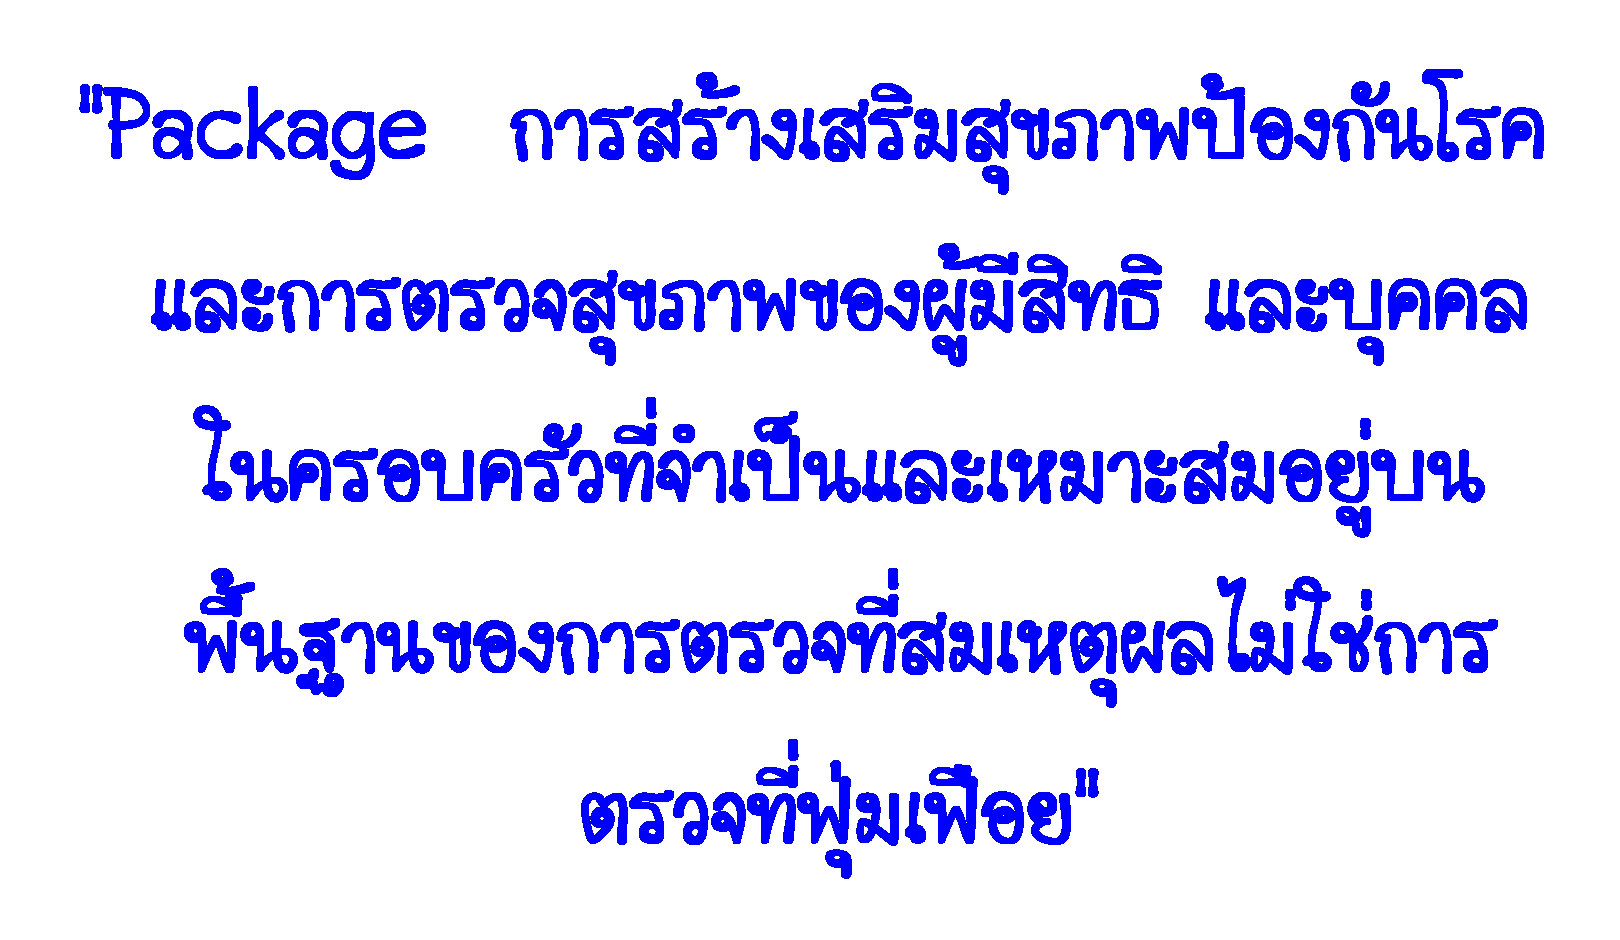 "Package การสร้างเสริมสุขภาพป้องกันโรค
และการตรวจสุขภาพของผู้มีสิทธิ และบุคคล
ในครอบครัวที่จำเป็นและเหมาะสมอยู่บน
พื้นฐานของการตรวจที่สมเหตุผลไม่ใช่การ
ตรวจที่ฟุ่มเฟือย"